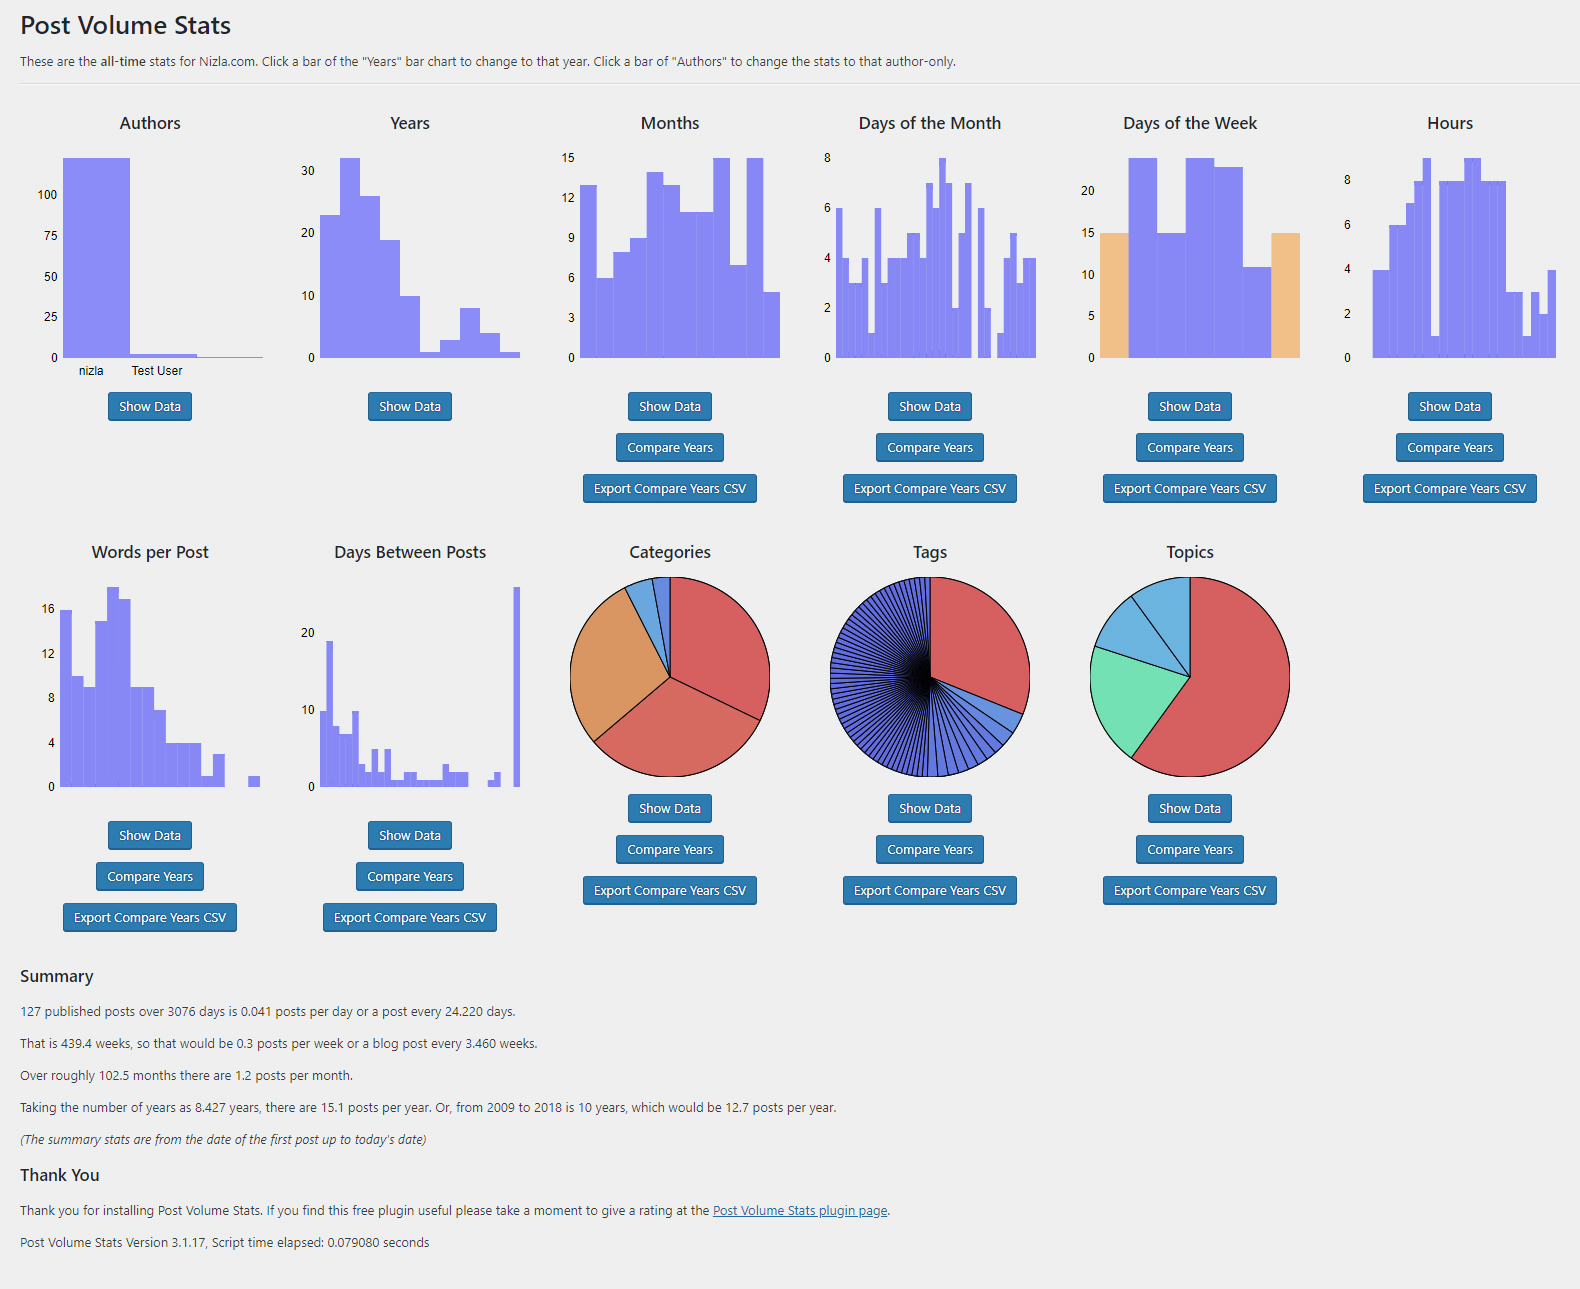 Post Volume Stats
These are the all-time stats for Nizla.com. Click a bar of the "Years" bar chart to change to that year. Click a bar of "Authors" to change the stats to that author-only.
Authors
100
75
50
25
0
nizla Test User
Show Data
Years
30
20
10
0
Show Data
Months
15
12
9
6
3
0
Show Data
Compare Years
Export Compare Years CSV
Days of the Month
8
6
4
2
0
Show Data
Compare Years
Export Compare Years CSV
Days of the Week
20
15
10
5
0
Show Data
Compare Years
Export Compare Years CSV
Hours
8
6
4
2
0
Show Data
Compare Years
Export Compare Years CSV
Words per Post
16
12
8
4
0
Show Data
Compare Years
Export Compare Years CSV
Days Between Posts
20
10
0
Show Data
Compare Years
Export Compare Years CSV
Categories
Show Data
Compare Years
Export Compare Years CSV
Tags
Show Data
Compare Years
Export Compare Years CSV
Topics
Show Data
Compare Years
Export Compare Years CSV
Summary
127 published posts over 3076 days is 0.041 posts per day or a post every 24.220 days.
That is 439.4 weeks, so that would be 0.3 posts per week or a blog post every 3.460 weeks.
Over roughly 102.5 months there are 1.2 posts per month.
Taking the number of years as 8.427 years, there are 15.1 posts per year. Or, from 2009 to 2018 is 10 years, which would be 12.7 posts per year.
(The summary stats are from the date of the first post up to today's date)
Thank You
Thank you for installing Post Volume Stats. If you find this free plugin useful please take a moment to give a rating at the Post Volume Stats plugin page.
Post Volume Stats Version 3.1.17, Script time elapsed: 0.079080 seconds